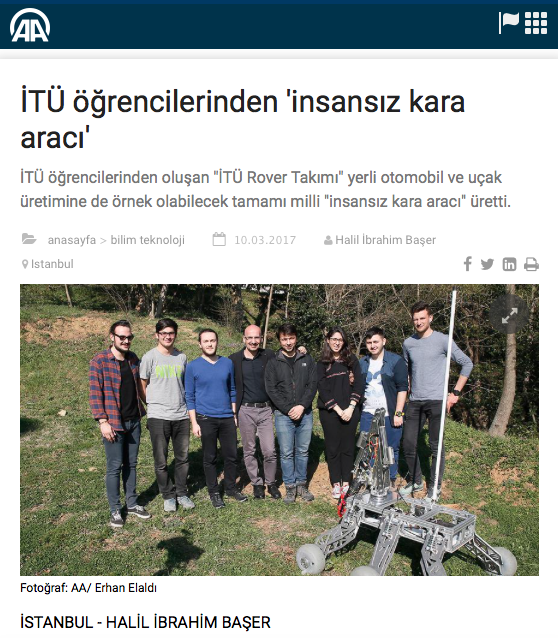 AA
İTÜ öğrencilerinden 'insansız kara
aracı'
İTÜ öğrencilerinden oluşan "İTÜ Rover Takımı" yerli otomobil ve uçak
üretimine de örnek olabilecek tamamı milli "insansız kara aracı" üretti.
anasayfa > bilim teknoloji 10.03.2017 Halil İbrahim Başer
Istanbul
Fotoğraf: AA/ Erhan Elaldı
İSTANBUL - HALİL İBRAHİM BAŞER